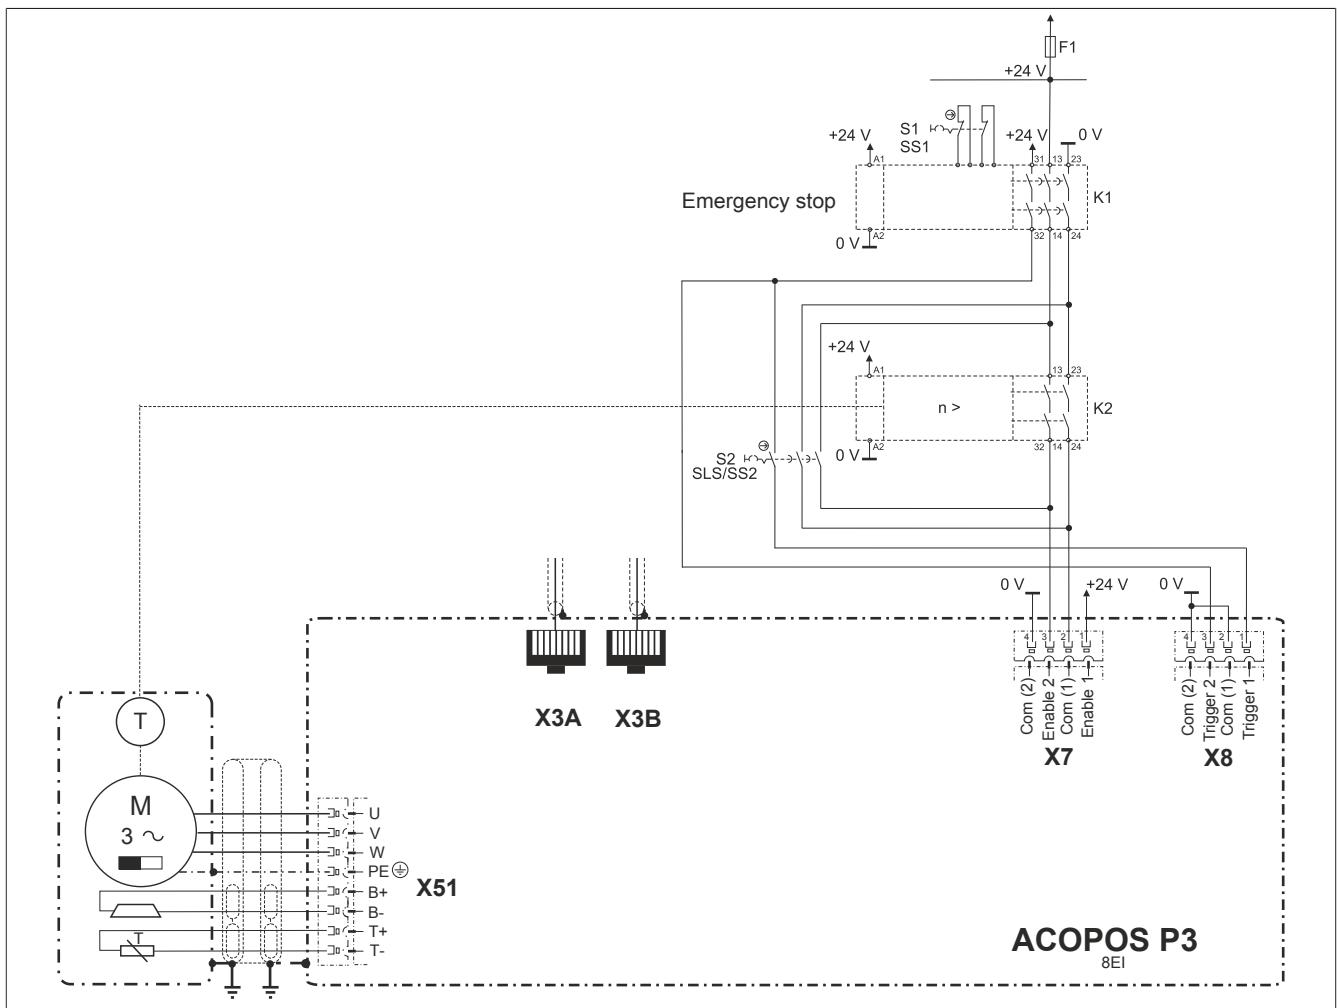 F1
+24 V
S1
SS1
+24 V
+24 V
0 V
A1
31 13 23
Emergency stop
K1
A2
32 14 24
0 V
+24 V
A1
13 23
n >
K2
A2
32 14 24
0 V
S2
SLS/SS2
0 V
+24 V
0 V
4 3 2 1
4 3 2 1
Com (2)
Enable 2
Com (1)
Enable 1
Com (2)
Trigger 2
Com (1)
Trigger 1
X3A
X3B
X7
X8
T
M
3
U
V
W
PE
B+
B-
T+
T-
X51
T
ACOPOS P3
8EI